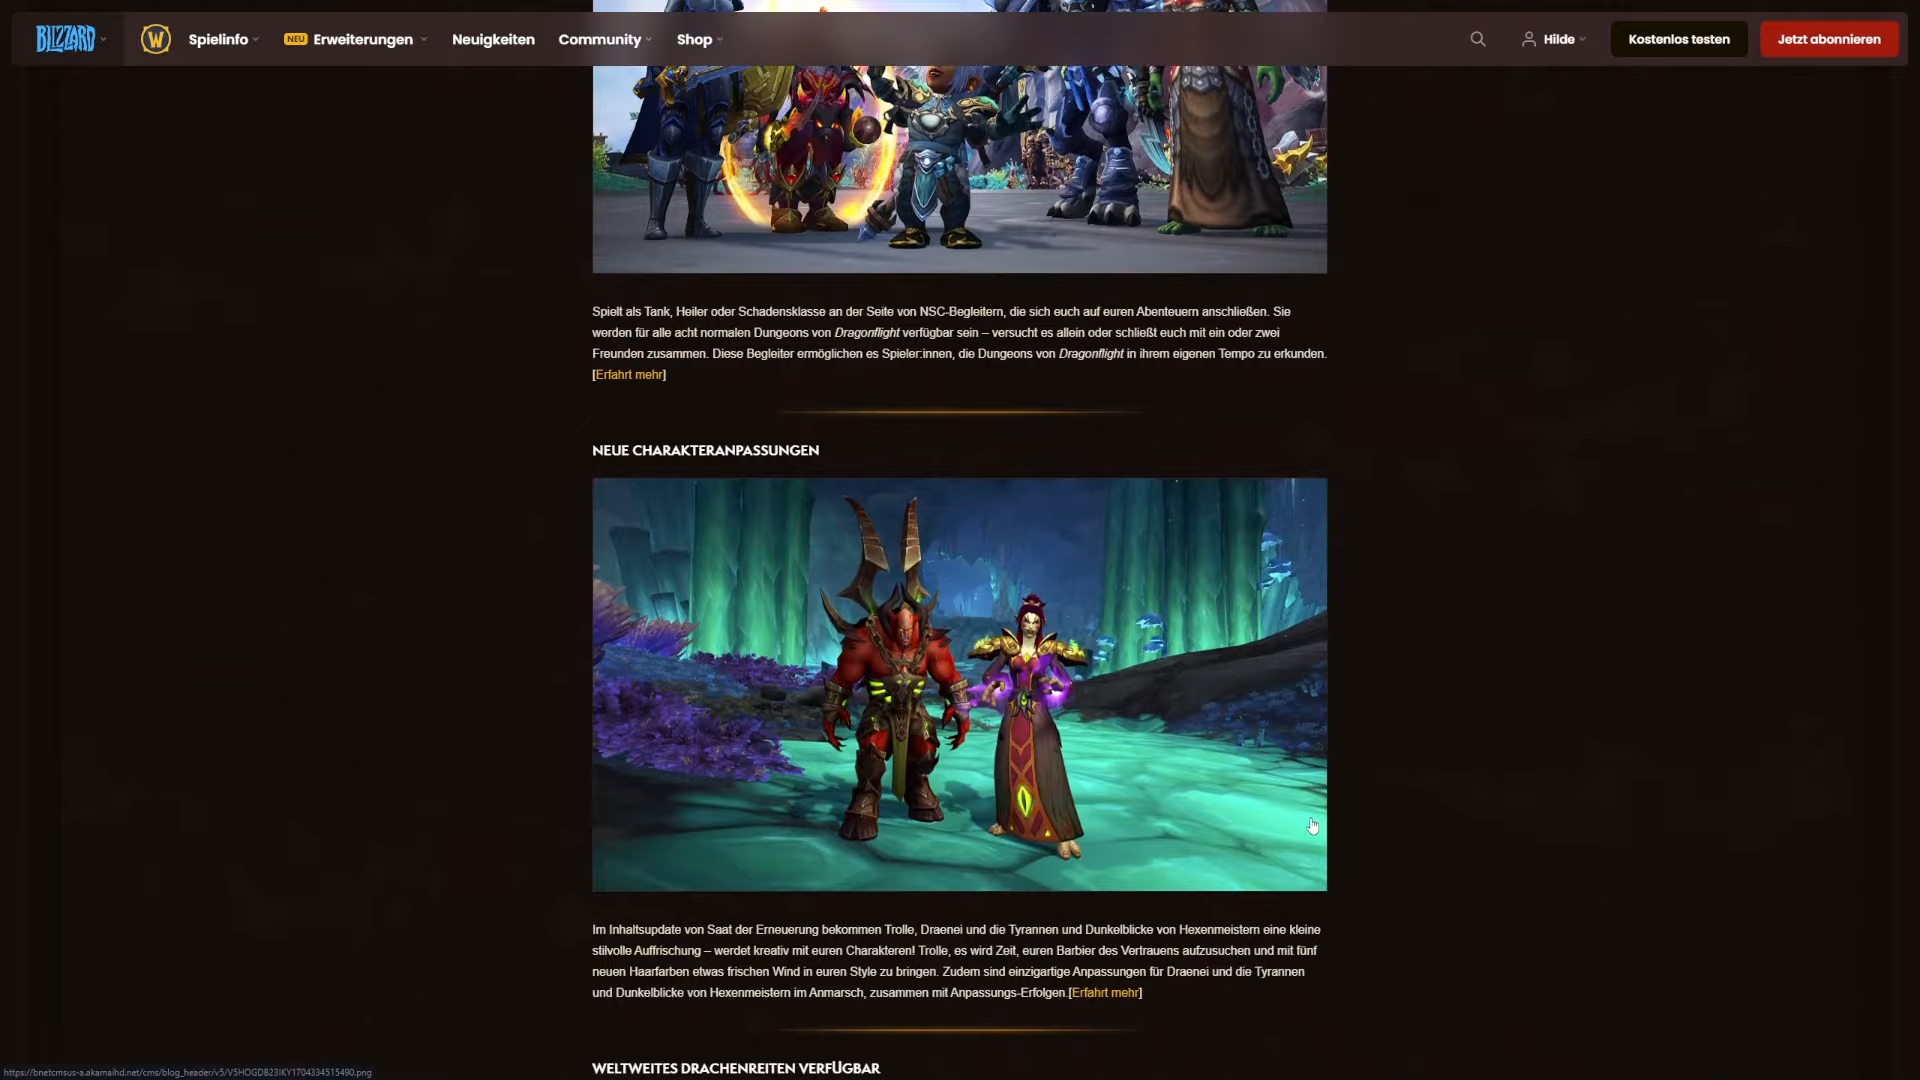 BLIZZARD
W
Spielinfo
NEU Erweiterungen
Neuigkeiten
Community
Shop
Hilde
Kostenlos testen
Jetzt abonnieren
Spielt als Tank, Heiler oder Schadensklasse an der Seite von NSC-Begleitern, die sich euch auf euren Abenteuern anschließen. Sie
werden für alle acht normalen Dungeons von Dragonflight verfügbar sein – versucht es allein oder schließt euch mit ein oder zwei
Freunden zusammen. Diese Begleiter ermöglichen es Spieler:innen, die Dungeons von Dragonflight in ihrem eigenen Tempo zu erkunden.
[Erfahrt mehr]
NEUE CHARAKTERANPASSUNGEN
Im Inhaltsupdate von Saat der Erneuerung bekommen Trolle, Draenei und die Tyrannen und Dunkelblicke von Hexenmeistern eine kleine
stilvolle Auffrischung – werdet kreativ mit euren Charakteren! Trolle, es wird Zeit, euren Barbier des Vertrauens aufzusuchen und mit fünf
neuen Haarfarben etwas frischen Wind in euren Style zu bringen. Zudem sind einzigartige Anpassungen für Draenei und die Tyrannen
und Dunkelblicke von Hexenmeistern im Anmarsch, zusammen mit Anpassungs-Erfolgen.[Erfahrt mehr]
WELTWEITES DRACHENREITEN VERFÜGBAR
https://bnetcmsus-a.akamaihd.net/cms/blog_header/v5/V5HOGDB23IKY1704334515490.png